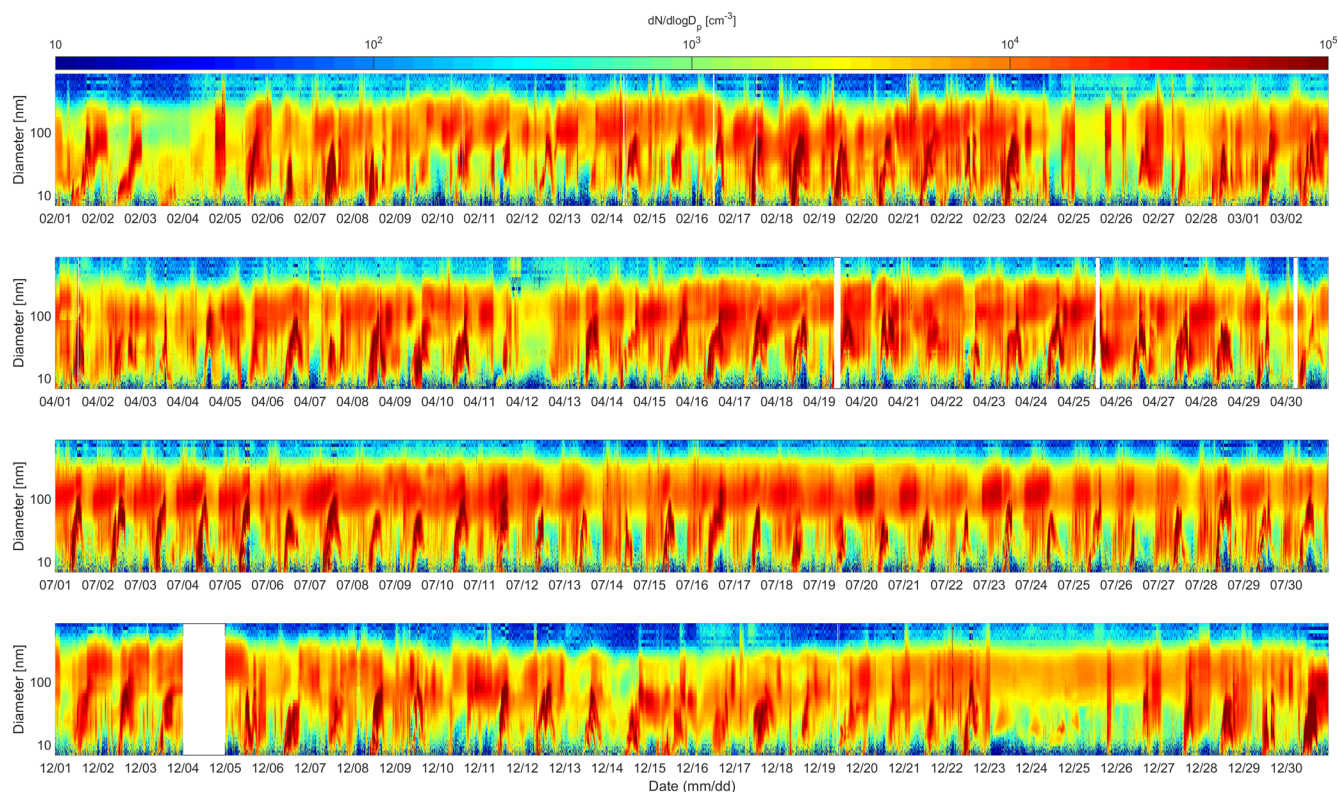 dN/dlogD_p [cm^-3]
10 10^2 10^3 10^4 10^5
Diameter [nm]
100
10
02/01 02/02 02/03 02/04 02/05 02/06 02/07 02/08 02/09 02/10 02/11 02/12 02/13 02/14 02/15 02/16 02/17 02/18 02/19 02/20 02/21 02/22 02/23 02/24 02/25 02/26 02/27 02/28 03/01 03/02
Diameter [nm]
100
10
04/01 04/02 04/03 04/04 04/05 04/06 04/07 04/08 04/09 04/10 04/11 04/12 04/13 04/14 04/15 04/16 04/17 04/18 04/19 04/20 04/21 04/22 04/23 04/24 04/25 04/26 04/27 04/28 04/29 04/30
Diameter [nm]
100
10
07/01 07/02 07/03 07/04 07/05 07/06 07/07 07/08 07/09 07/10 07/11 07/12 07/13 07/14 07/15 07/16 07/17 07/18 07/19 07/20 07/21 07/22 07/23 07/24 07/25 07/26 07/27 07/28 07/29 07/30
Diameter [nm]
100
10
12/01 12/02 12/03 12/04 12/05 12/06 12/07 12/08 12/09 12/10 12/11 12/12 12/13 12/14 12/15 12/16 12/17 12/18 12/19 12/20 12/21 12/22 12/23 12/24 12/25 12/26 12/27 12/28 12/29 12/30
Date (mm/dd)